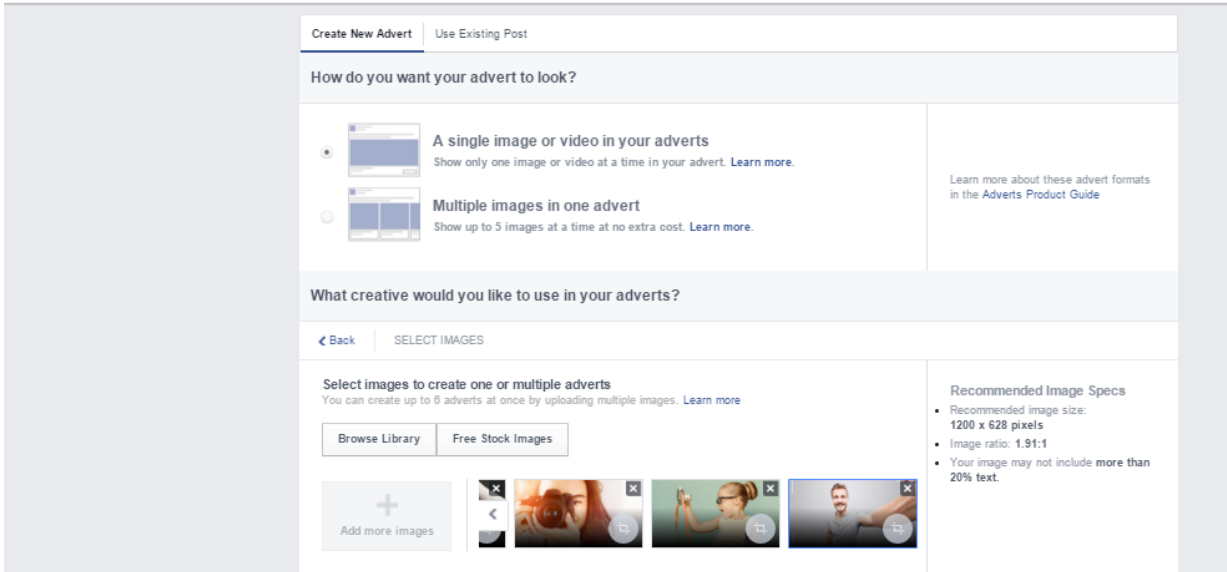 Create New Advert
Use Existing Post
How do you want your advert to look?
A single image or video in your adverts
Show only one image or video at a time in your advert. Learn more.
Multiple images in one advert
Show up to 5 images at a time at no extra cost. Learn more.
Learn more about these advert formats
in the Adverts Product Guide
What creative would you like to use in your adverts?
Back
SELECT IMAGES
Select images to create one or multiple adverts
You can create up to 6 adverts at once by uploading multiple images. Learn more
Browse Library
Free Stock Images
Add more images
Recommended Image Specs
Recommended image size:
1200 x 628 pixels
Image ratio: 1.91:1
Your image may not include more than
20% text.